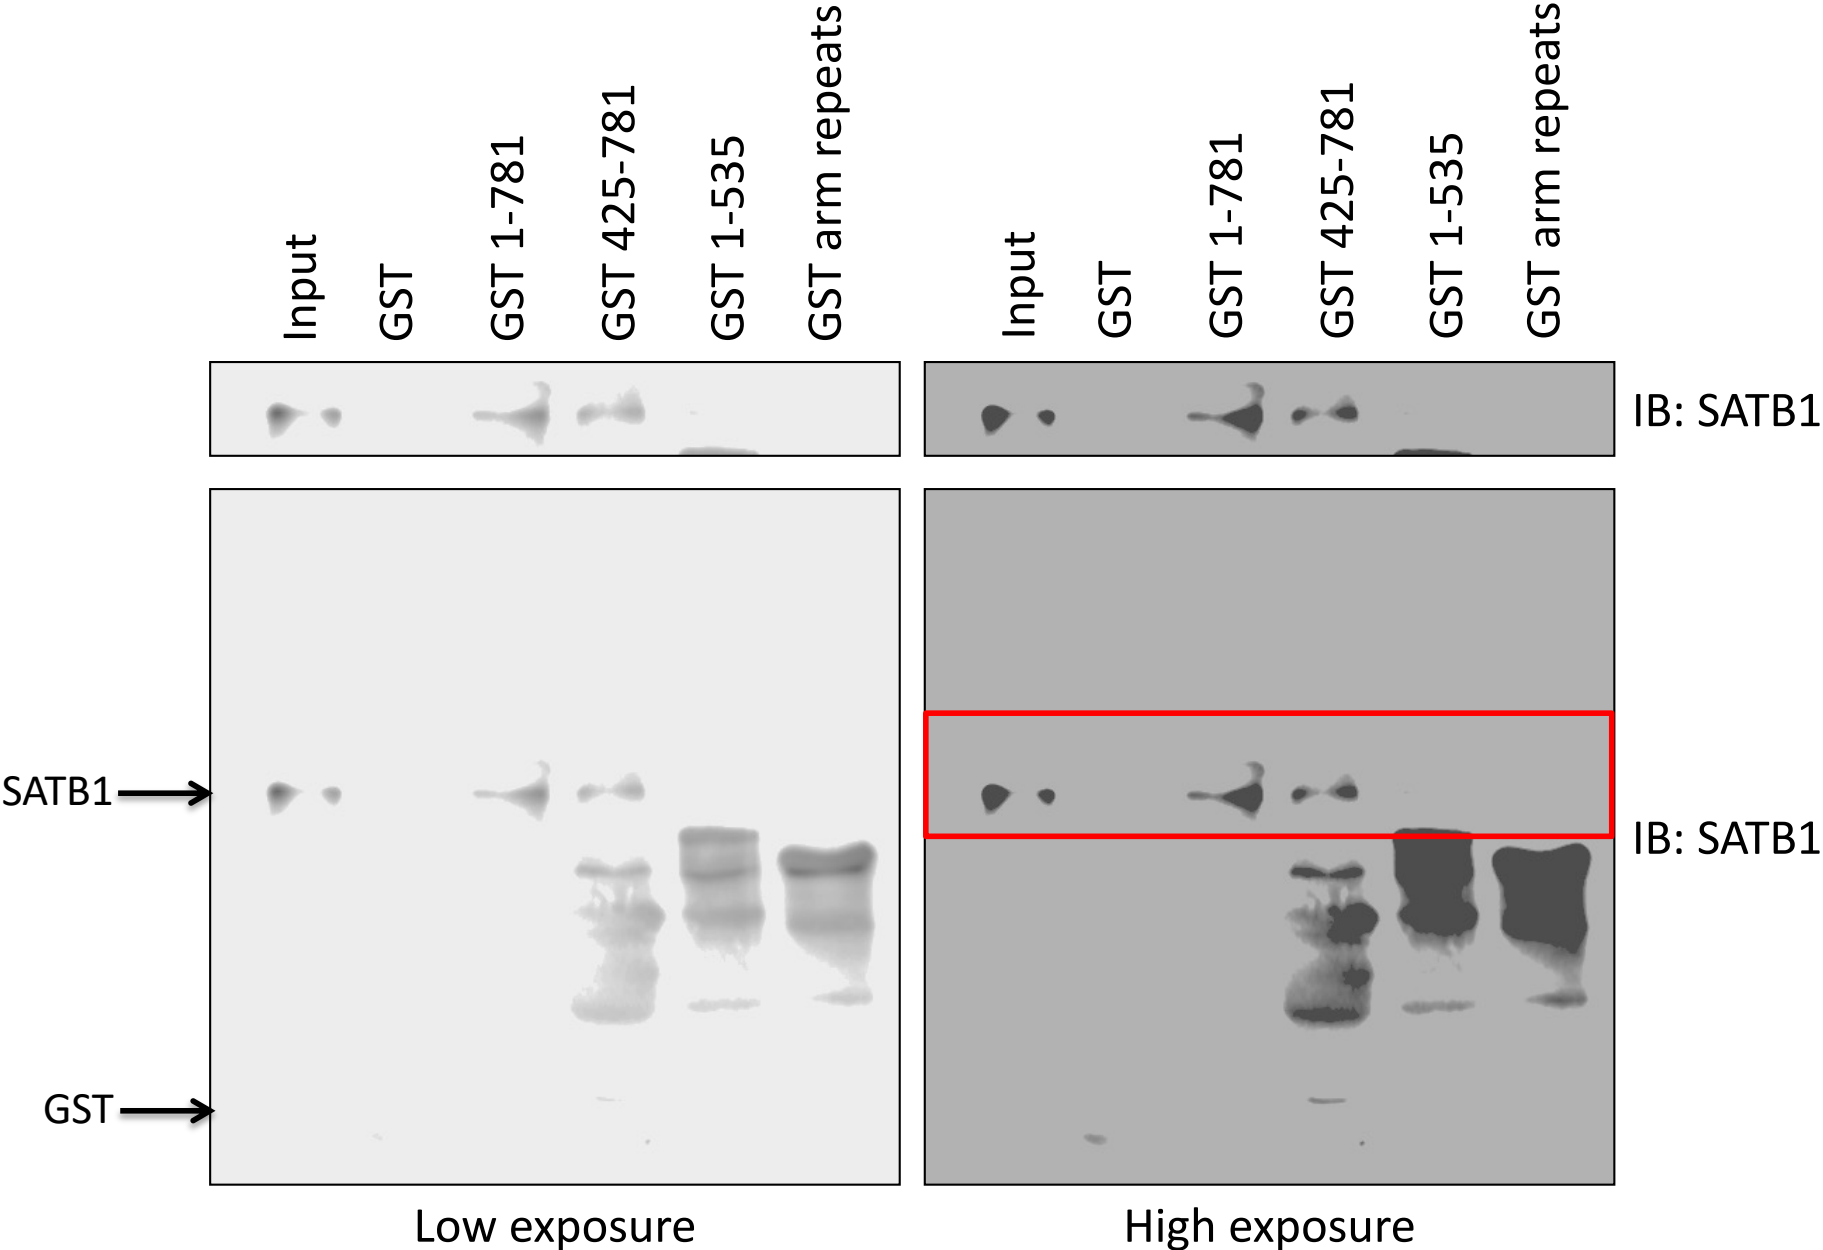 Input
GST
GST 1-781
GST 425-781
GST 1-535
GST arm repeats
Input
GST
GST 1-781
GST 425-781
GST 1-535
GST arm repeats
IB: SATB1
SATB1
IB: SATB1
GST
Low exposure
High exposure